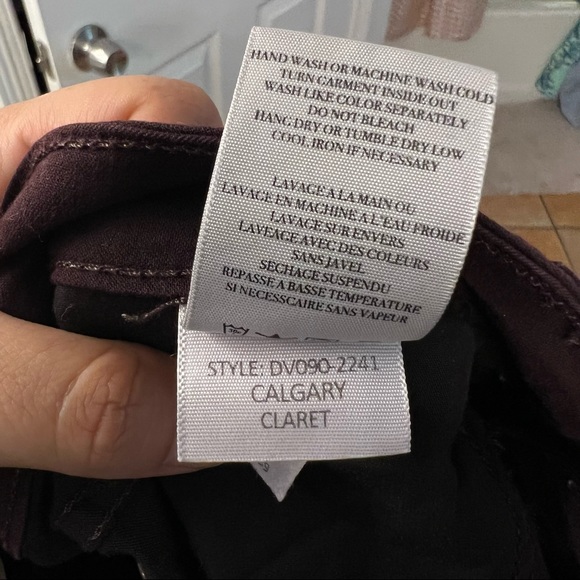 HAND WASH OR MACHINE WASH COLD
TURN GARMENT INSIDE OUT
WASH LIKE COLOR SEPARATELY
DO NOT BLEACH
HANG DRY OR TUMBLE DRY LOW
COOL IRON IF NECESSARY
LAVAGE A LA MAIN OU
LAVAGE EN MACHINE A L'EAU FROIDE
LAVAGE SUR ENVERS
LAVEAGE AVEC DES COULEURS
SANS JAVEL
SECHAGE SUSPENDU
REPASSE A BASSE TEMPERATURE
SI NECESSCAIRE SANS VAPEUR
STYLE: DV090-2241
CALGARY
CLARET